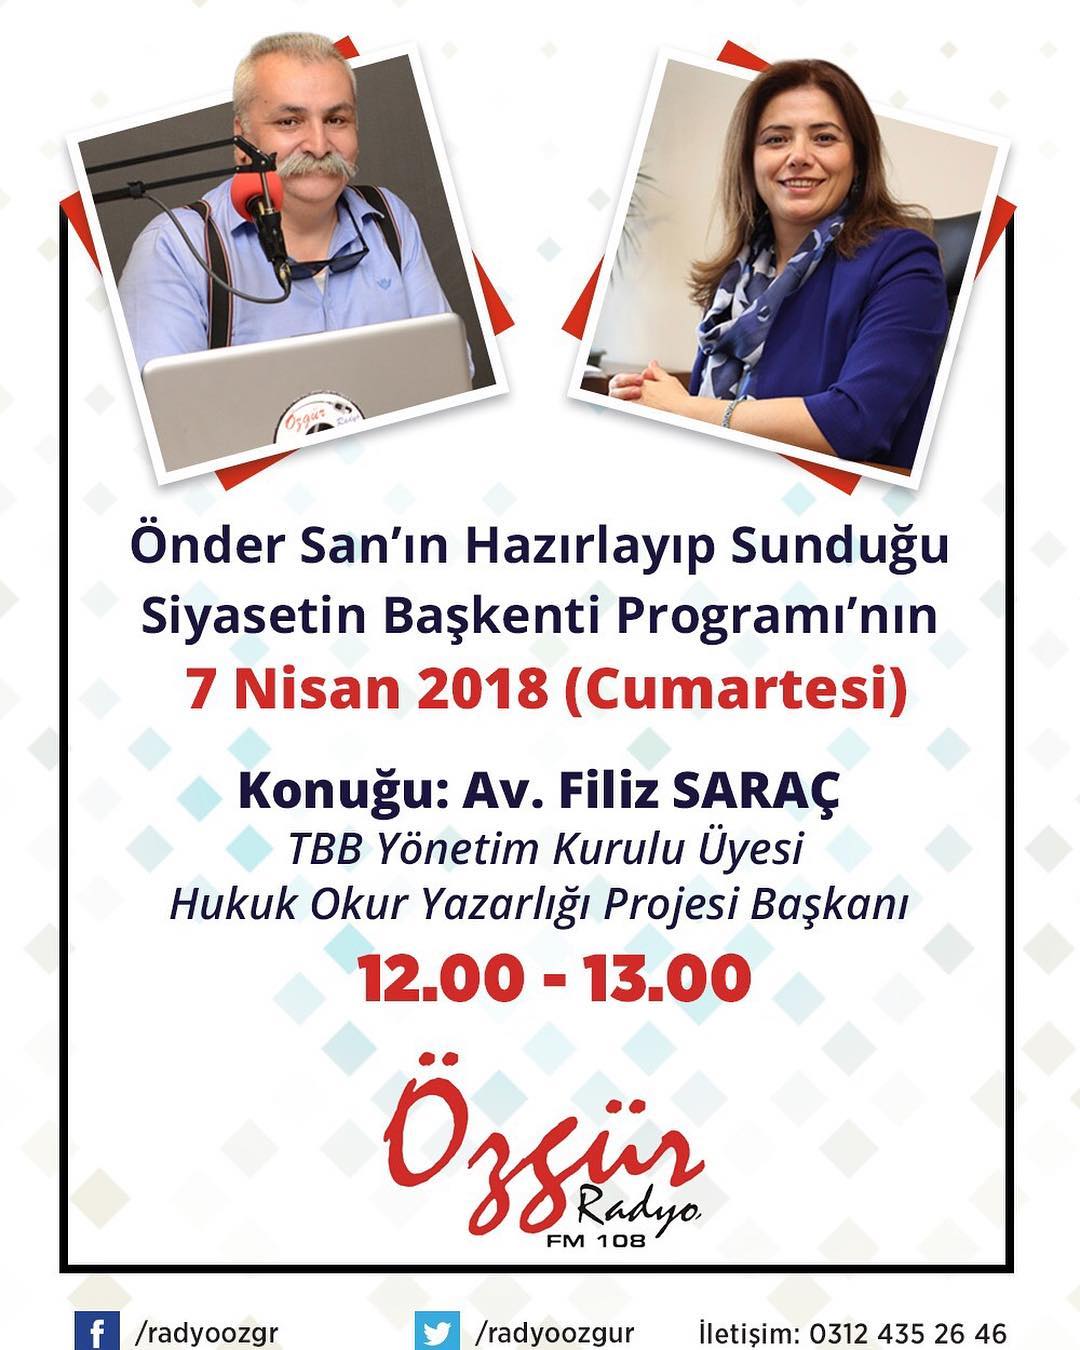 Özgür Radyo
Önder San’ın Hazırlayıp Sunduğu
Siyasetin Başkenti Programı’nın
7 Nisan 2018 (Cumartesi)
Konuğu: Av. Filiz SARAÇ
TBB Yönetim Kurulu Üyesi
Hukuk Okur Yazarlığı Projesi Başkanı
12.00 - 13.00
Özgür
Radyo
FM 108
/radyoozgr /radyoozgur İletişim: 0312 435 26 46